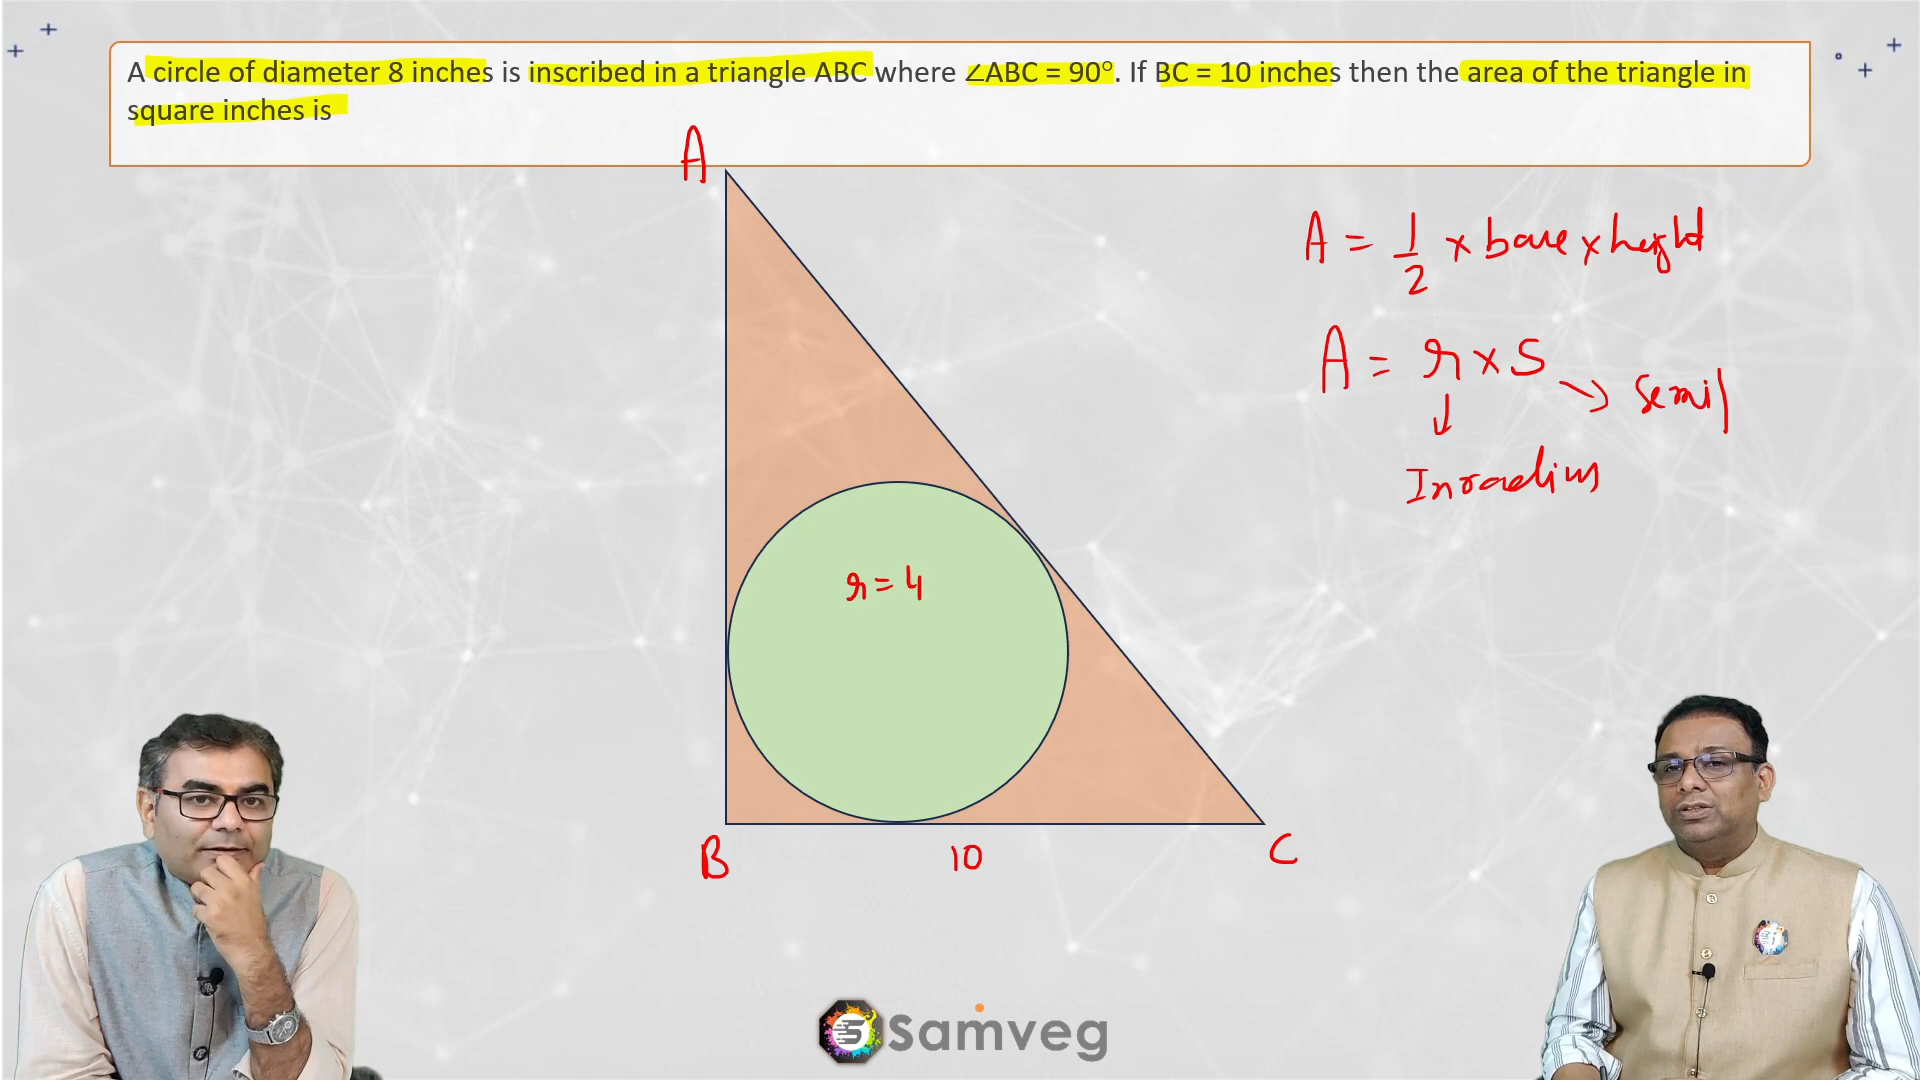 A circle of diameter 8 inches is inscribed in a triangle ABC where ∠ABC = 90°. If BC = 10 inches then the area of the triangle in
square inches is
A
A = 1/2 × base × height
A = r × s
Semi
Inradius
r = 4
B
10
C
Samveg